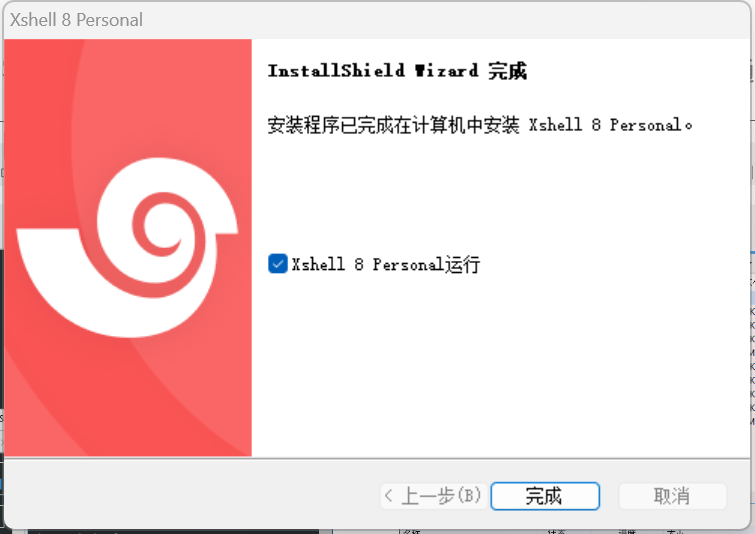 Xshell 8 Personal
InstallShield Wizard 完成
安装程序已完成在计算机中安装 Xshell 8 Personal。
Xshell 8 Personal运行
< 上一步(B)
完成
取消